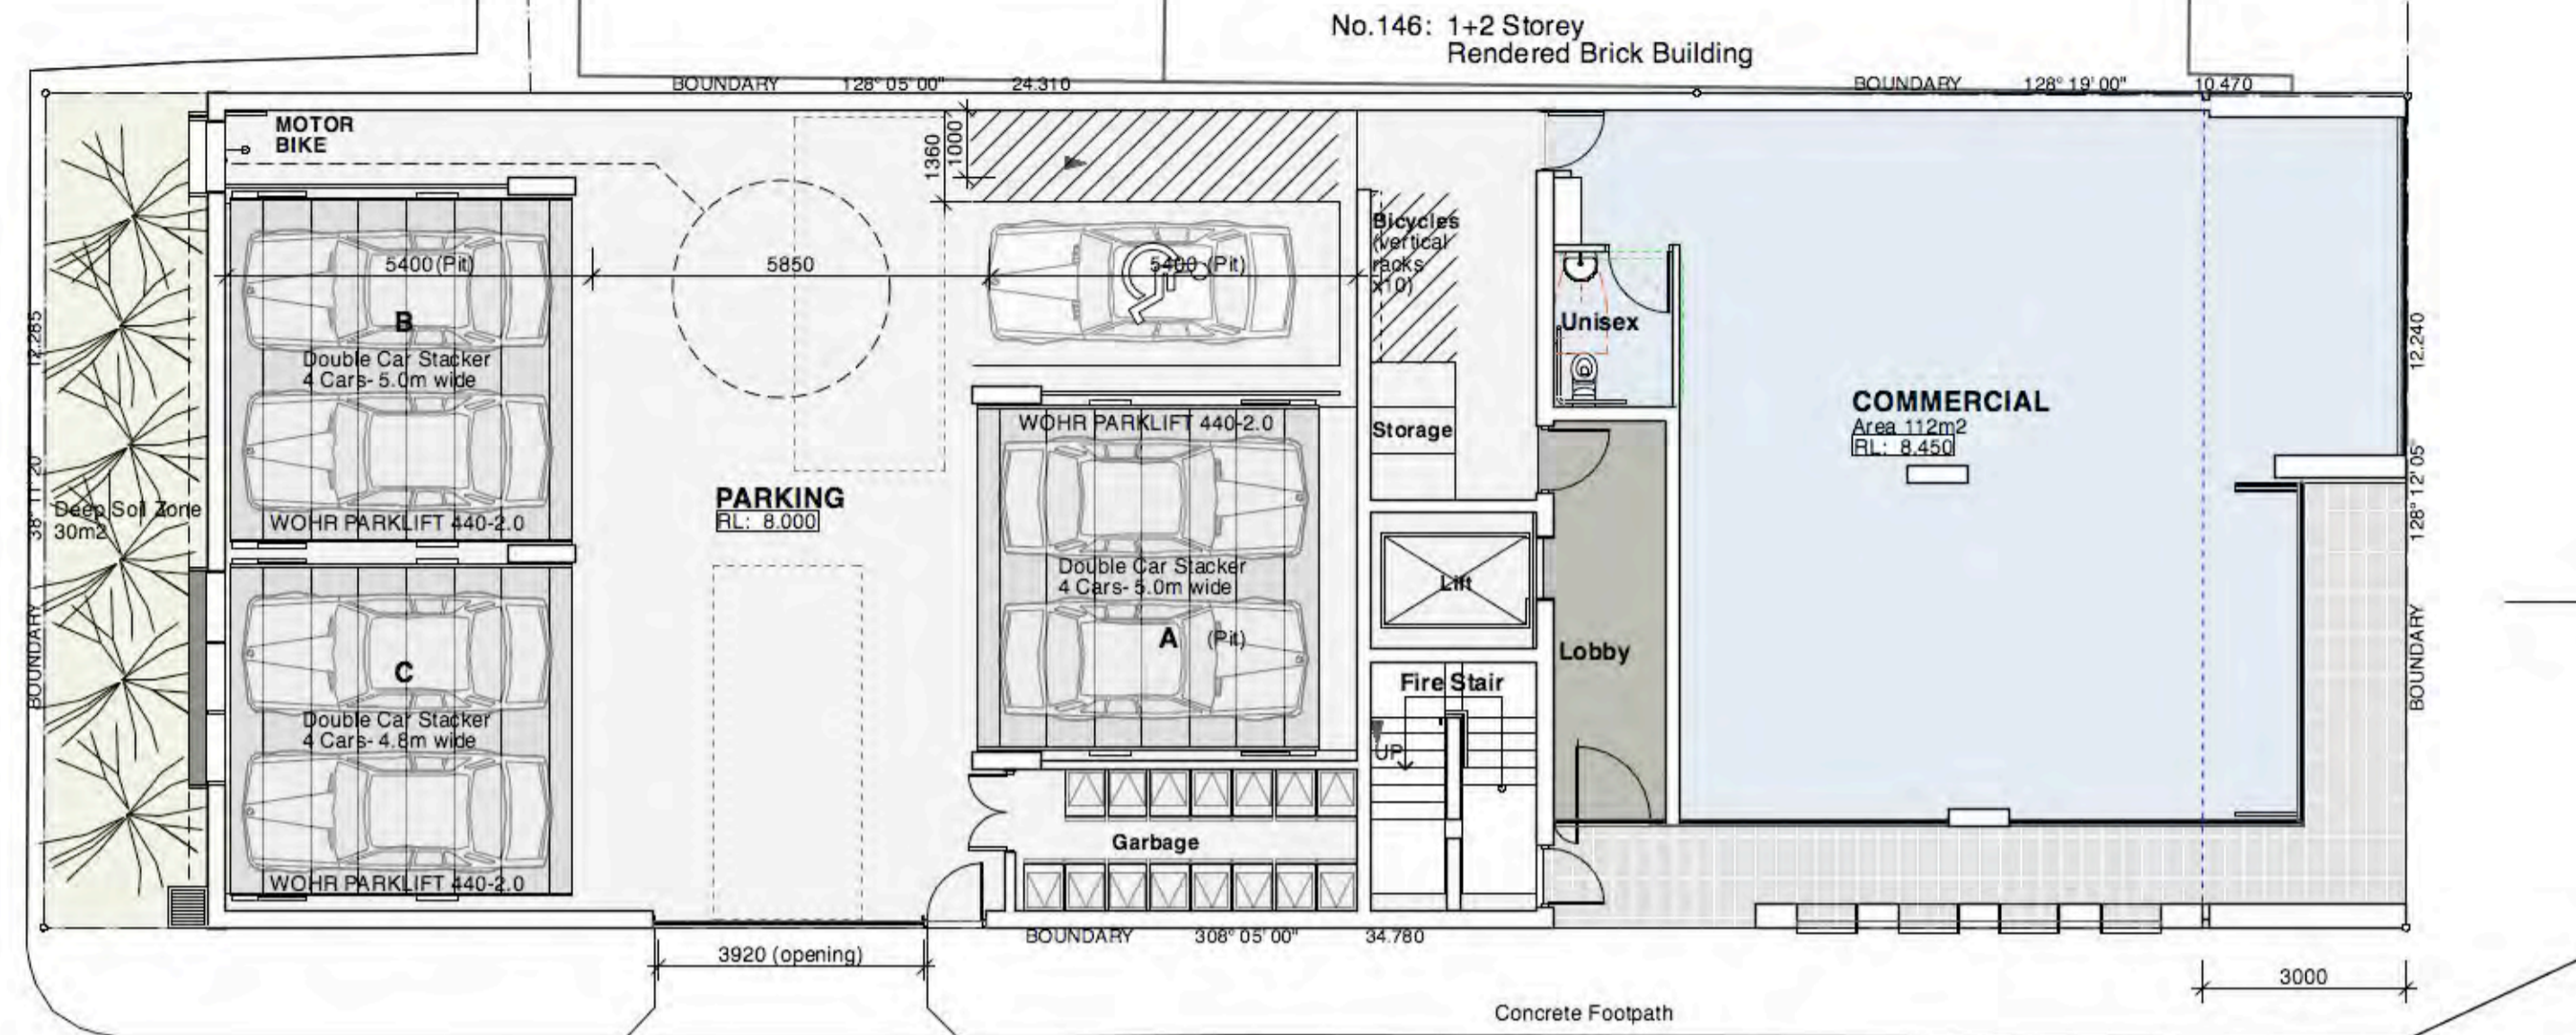 No.146: 1+2 Storey
Rendered Brick Building
BOUNDARY 128° 05' 00" 24.310
BOUNDARY 128° 19' 00" 10.470
MOTOR
BIKE
1360
1000
5400 (Pit)
5850
5400 (Pit)
B
Double Car Stacker
4 Cars- 5.0m wide
WOHR PARKLIFT 440-2.0
Bicycles
(vertical
racks
x10)
Unisex
Storage
COMMERCIAL
Area 112m2
RL: 8.450
12.285
BOUNDARY
12.240
128° 12' 05"
BOUNDARY
Deep Soil Zone
30m2
PARKING
RL: 8.000
WOHR PARKLIFT 440-2.0
Double Car Stacker
4 Cars- 5.0m wide
A (Pit)
Lift
Lobby
Fire Stair
UP
C
Double Car Stacker
4 Cars- 4.8m wide
WOHR PARKLIFT 440-2.0
Garbage
BOUNDARY 308° 05' 00" 34.780
3920 (opening)
3000
Concrete Footpath